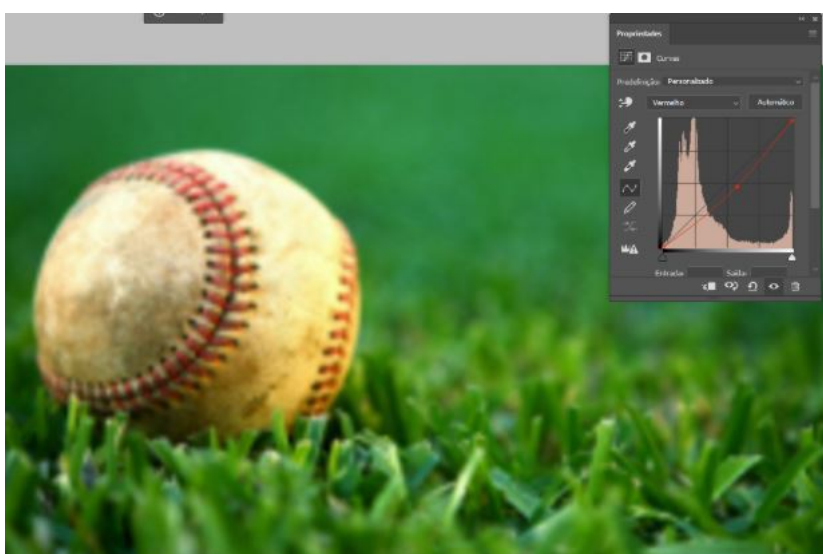 Propriedades
Curvas
Predefinição: Personalizado
Vermelho Automático
Entrada: Saída: